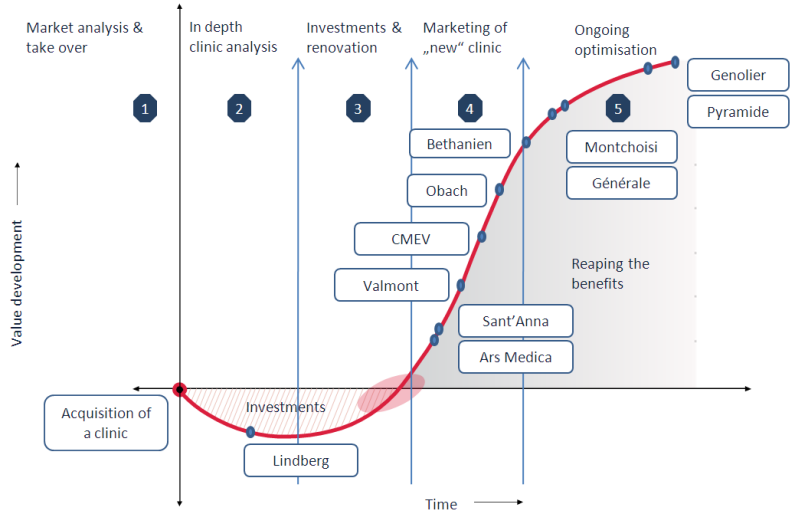 Market analysis &
take over
In depth
clinic analysis
Investments &
renovation
Marketing of
„new“ clinic
Ongoing
optimisation
1
2
3
4
5
Genolier
Pyramide
Bethanien
Montchoisi
Générale
Obach
CMEV
Valmont
Reaping the
benefits
Sant’Anna
Ars Medica
Value development
Investments
Acquisition of
a clinic
Lindberg
Time